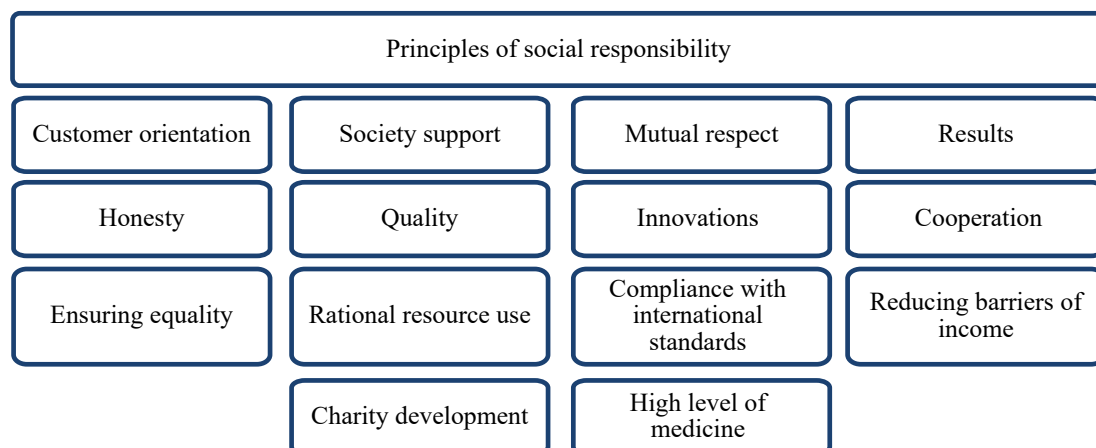 Principles of social responsibility
Customer orientation
Society support
Mutual respect
Results
Honesty
Quality
Innovations
Cooperation
Ensuring equality
Rational resource use
Compliance with
international
standards
Reducing barriers of
income
Charity development
High level of
medicine